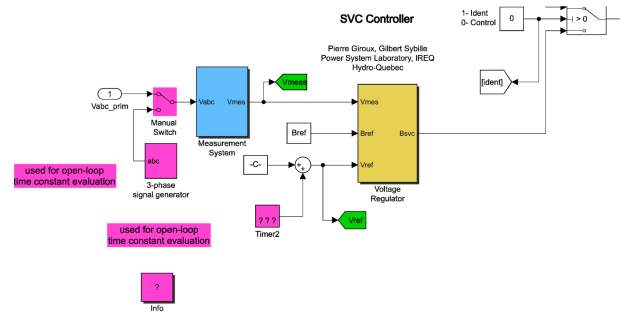 SVC Controller
1- Ident
0- Control
0
> 0
Pierre Giroux, Gilbert Sybille
Power System Laboratory, IREQ
Hydro-Quebec
[ident]
Vmeas
1
Vabc_prim
Manual
Switch
Vabc
Vmes
Measurement
System
Vmes
Bref
Bref
Bsvc
Vref
Voltage
Regulator
-C-
+
+
abc
3-phase
signal generator
used for open-loop
time constant evaluation
? ? ?
Timer2
Vref
used for open-loop
time constant evaluation
?
Info